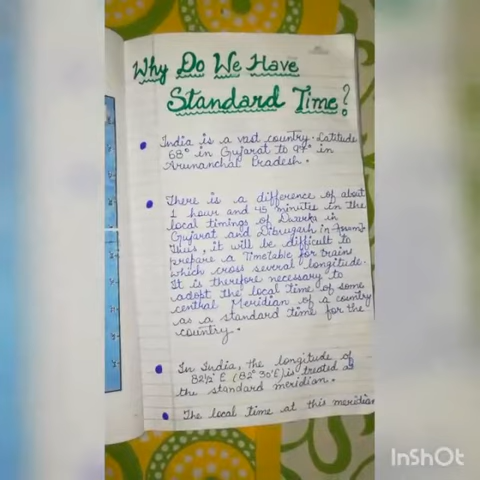 Why Do We Have
Standard Time?
India is a vast country. Latitude
68° in Gujarat to 97° in
Arunanchal Pradesh.
There is a difference of about
1 hour and 45 minutes in the
local timings of Dwarka in
Gujarat and Dibrugarh in Assam.
Thus, it will be difficult to
prepare a Timetable for train
which cross several longitude.
It is therefore necessary to
adopt the local time of some
central Meridian of a country
as a standard time for the
country.
In India, the longitude of
82½° E (82° 30' E) is treated as
the standard meridian.
The local time at this meridian
InShOt